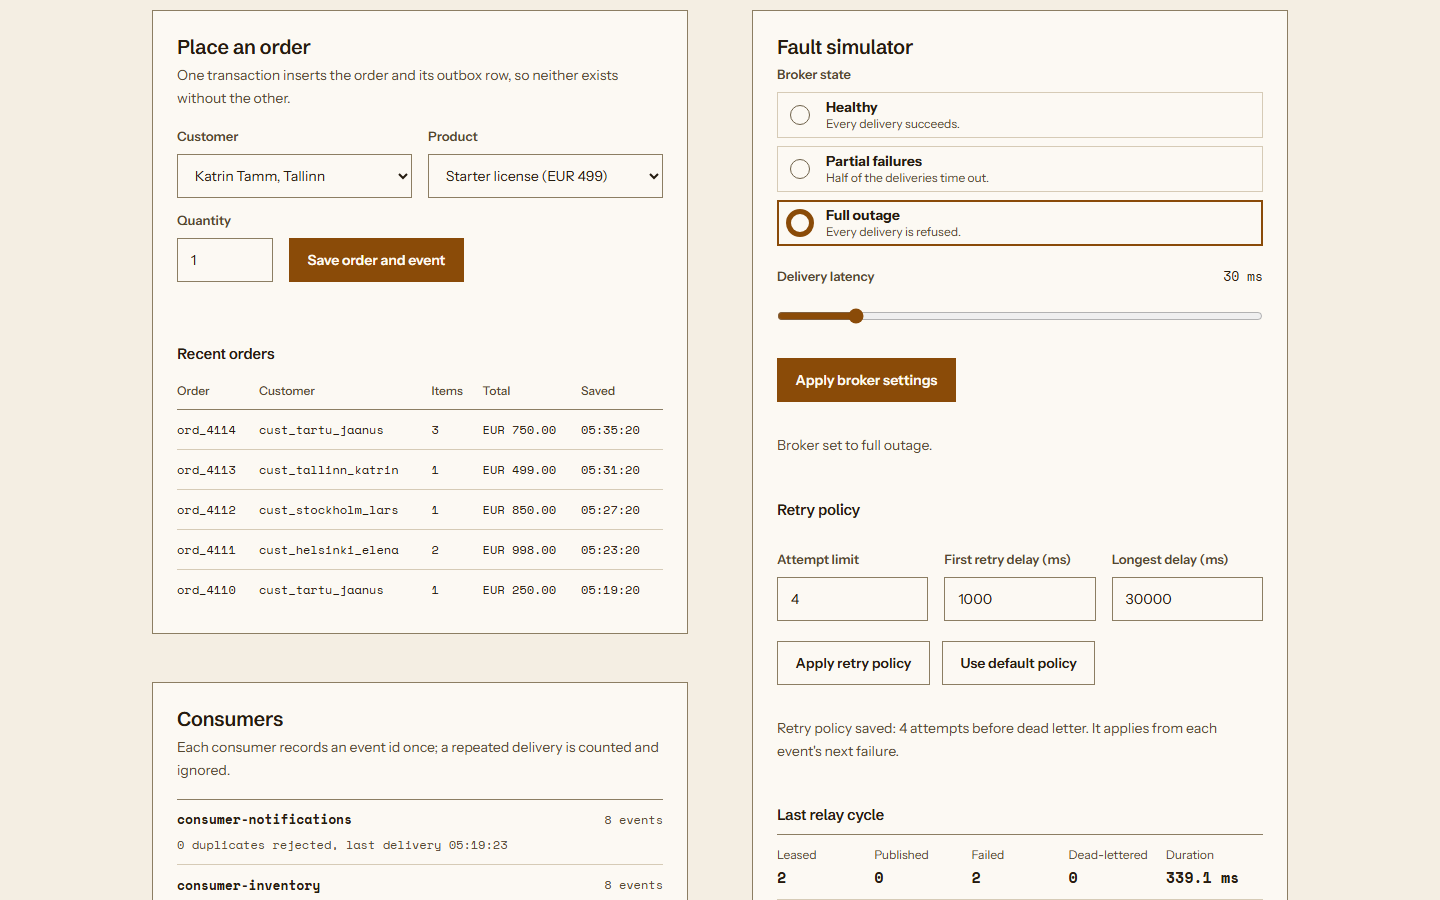 Place an order
One transaction inserts the order and its outbox row, so neither exists
without the other.
Customer
Product
Katrin Tamm, Tallinn
Starter license (EUR 499)
Quantity
1
Save order and event
Recent orders
Order Customer Items Total Saved
ord_4114 cust_tartu_jaanus 3 EUR 750.00 05:35:20
ord_4113 cust_tallinn_katrin 1 EUR 499.00 05:31:20
ord_4112 cust_stockholm_lars 1 EUR 850.00 05:27:20
ord_4111 cust_helsinki_elena 2 EUR 998.00 05:23:20
ord_4110 cust_tartu_jaanus 1 EUR 250.00 05:19:20
Consumers
Each consumer records an event id once; a repeated delivery is counted and
ignored.
consumer-notifications 8 events
0 duplicates rejected, last delivery 05:19:23
consumer-inventory 8 events
Fault simulator
Broker state
Healthy
Every delivery succeeds.
Partial failures
Half of the deliveries time out.
Full outage
Every delivery is refused.
Delivery latency 30 ms
Apply broker settings
Broker set to full outage.
Retry policy
Attempt limit First retry delay (ms) Longest delay (ms)
4 1000 30000
Apply retry policy Use default policy
Retry policy saved: 4 attempts before dead letter. It applies from each
event's next failure.
Last relay cycle
Leased Published Failed Dead-lettered Duration
2 0 2 0 339.1 ms